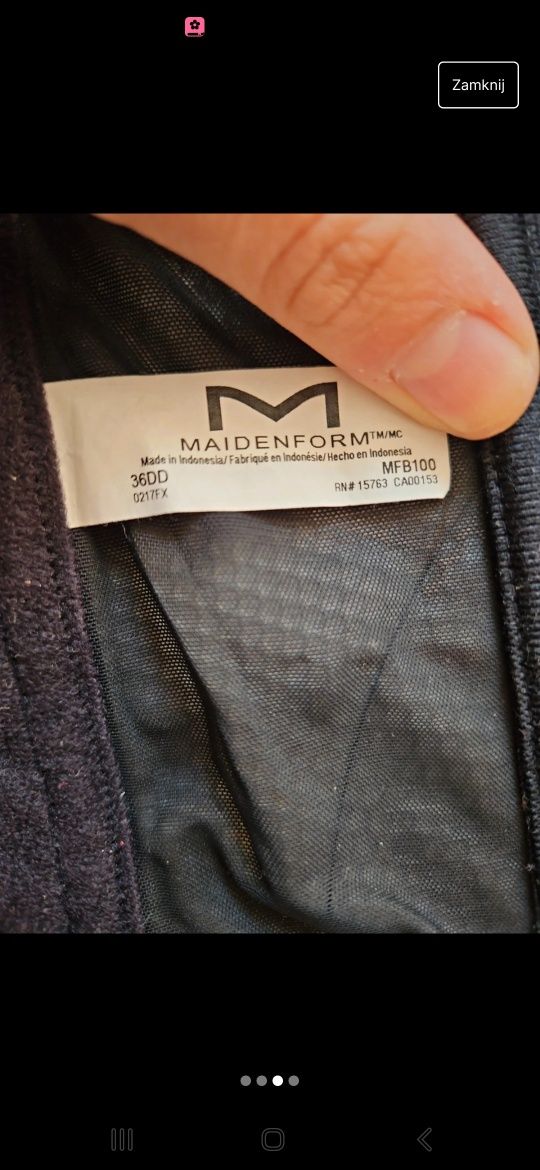 Zamknij
MAIDENFORM™/MC
Made in Indonesia/ Fabriqué en Indonésie/ Hecho en Indonesia
36DD MFB100
0217FX RN# 15763 CA00153